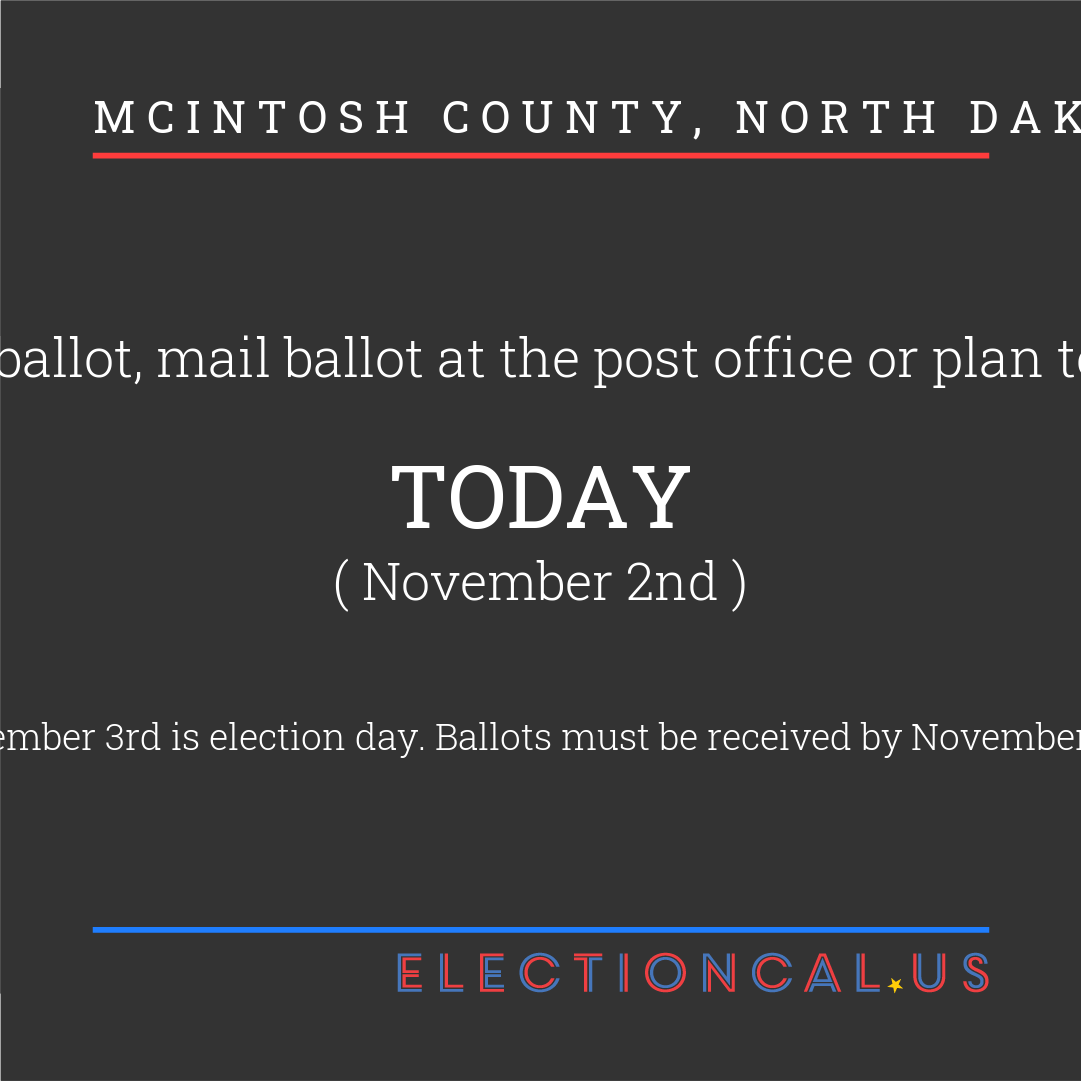 MCINTOSH COUNTY, NORTH DAK
ballot, mail ballot at the post office or plan to
TODAY
( November 2nd )
ember 3rd is election day. Ballots must be received by November
ELECTIONCAL.US